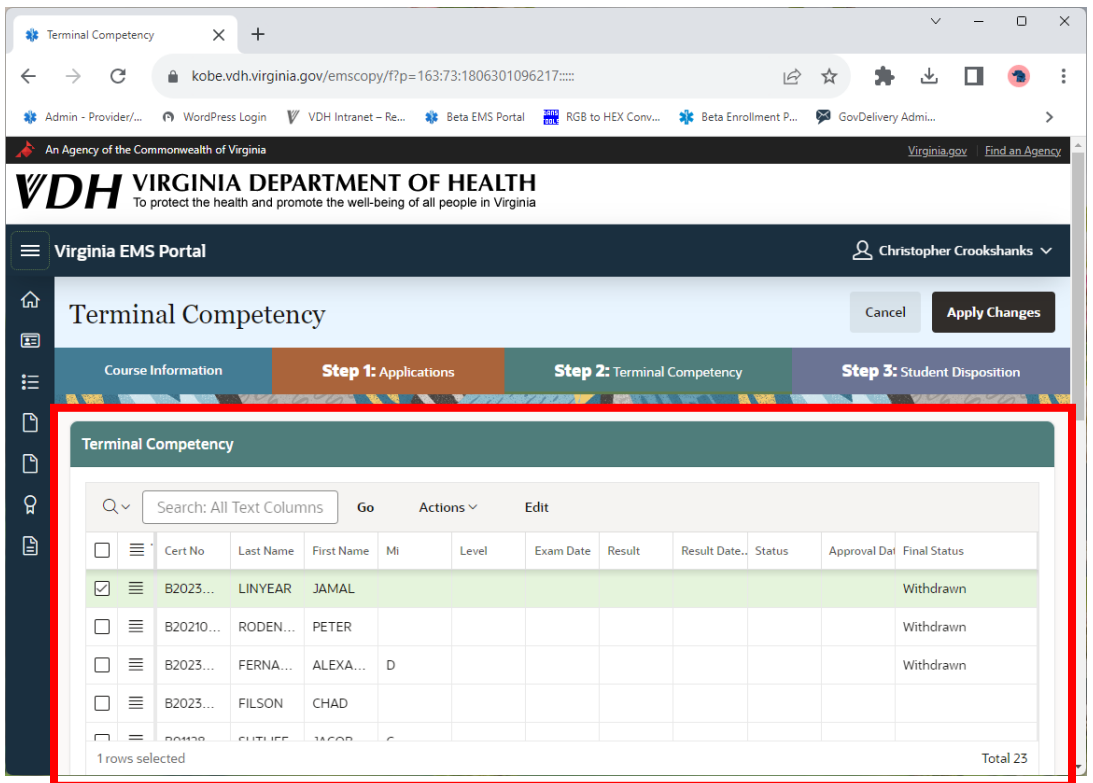 Terminal Competency
kobe.vdh.virginia.gov/emscopy/f?p=163:73:1806301096217:::::
Admin - Provider/... WordPress Login VDH Intranet – Re... Beta EMS Portal RGB to HEX Conv... Beta Enrollment P... GovDelivery Admi...
An Agency of the Commonwealth of Virginia Virginia.gov Find an Agency
VDH VIRGINIA DEPARTMENT OF HEALTH
To protect the health and promote the well-being of all people in Virginia
Virginia EMS Portal Christopher Crookshanks
Terminal Competency Cancel Apply Changes
Course Information Step 1: Applications Step 2: Terminal Competency Step 3: Student Disposition
Terminal Competency
Search: All Text Columns Go Actions Edit
Cert No Last Name First Name Mi Level Exam Date Result Result Date.. Status Approval Dat Final Status
B2023... LINYEAR JAMAL Withdrawn
B20210... RODEN... PETER Withdrawn
B2023... FERNA... ALEXA... D Withdrawn
B2023... FILSON CHAD
1 rows selected Total 23